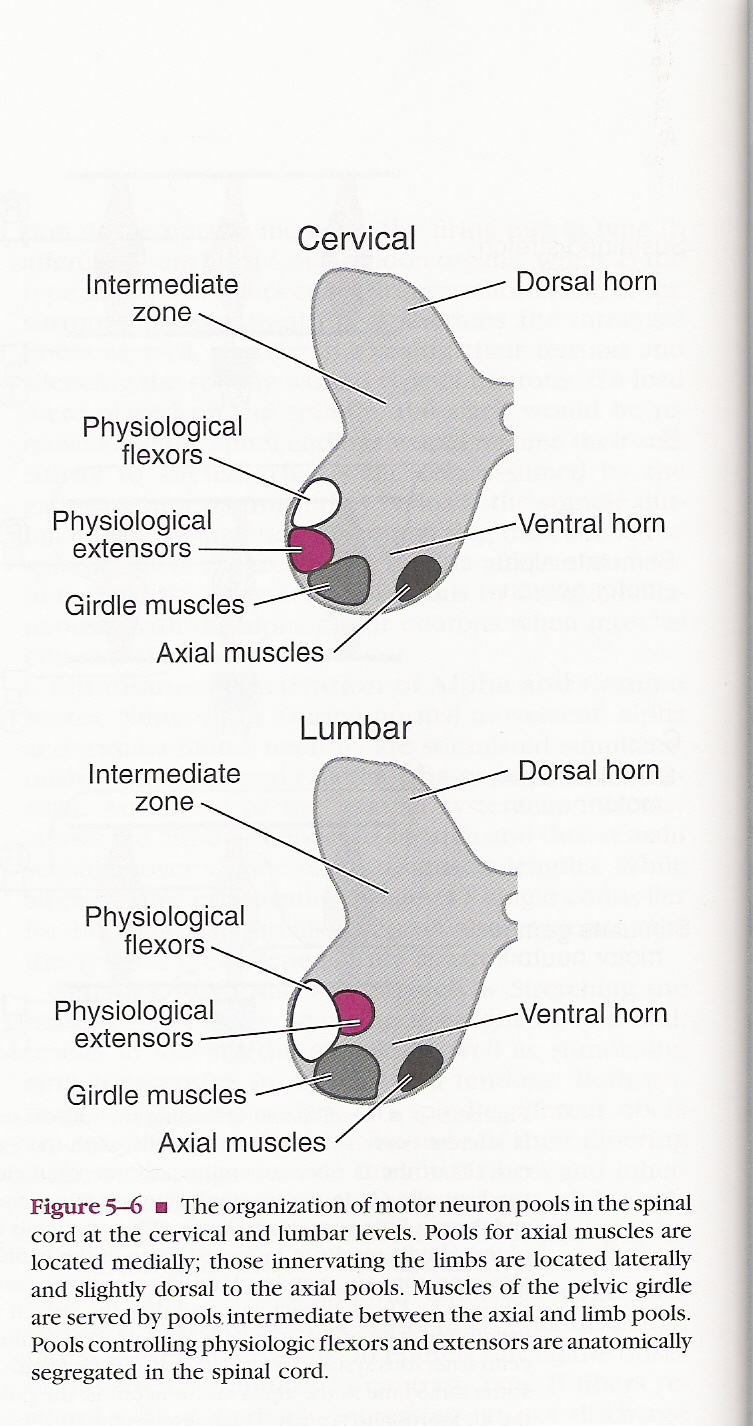 Cervical
Intermediate
zone
Dorsal horn
Physiological
flexors
Physiological
extensors
Ventral horn
Girdle muscles
Axial muscles
Lumbar
Intermediate
zone
Dorsal horn
Physiological
flexors
Physiological
extensors
Ventral horn
Girdle muscles
Axial muscles
Figure 5–6 ■ The organization of motor neuron pools in the spinal
cord at the cervical and lumbar levels. Pools for axial muscles are
located medially; those innervating the limbs are located laterally
and slightly dorsal to the axial pools. Muscles of the pelvic girdle
are served by pools intermediate between the axial and limb pools.
Pools controlling physiologic flexors and extensors are anatomically
segregated in the spinal cord.